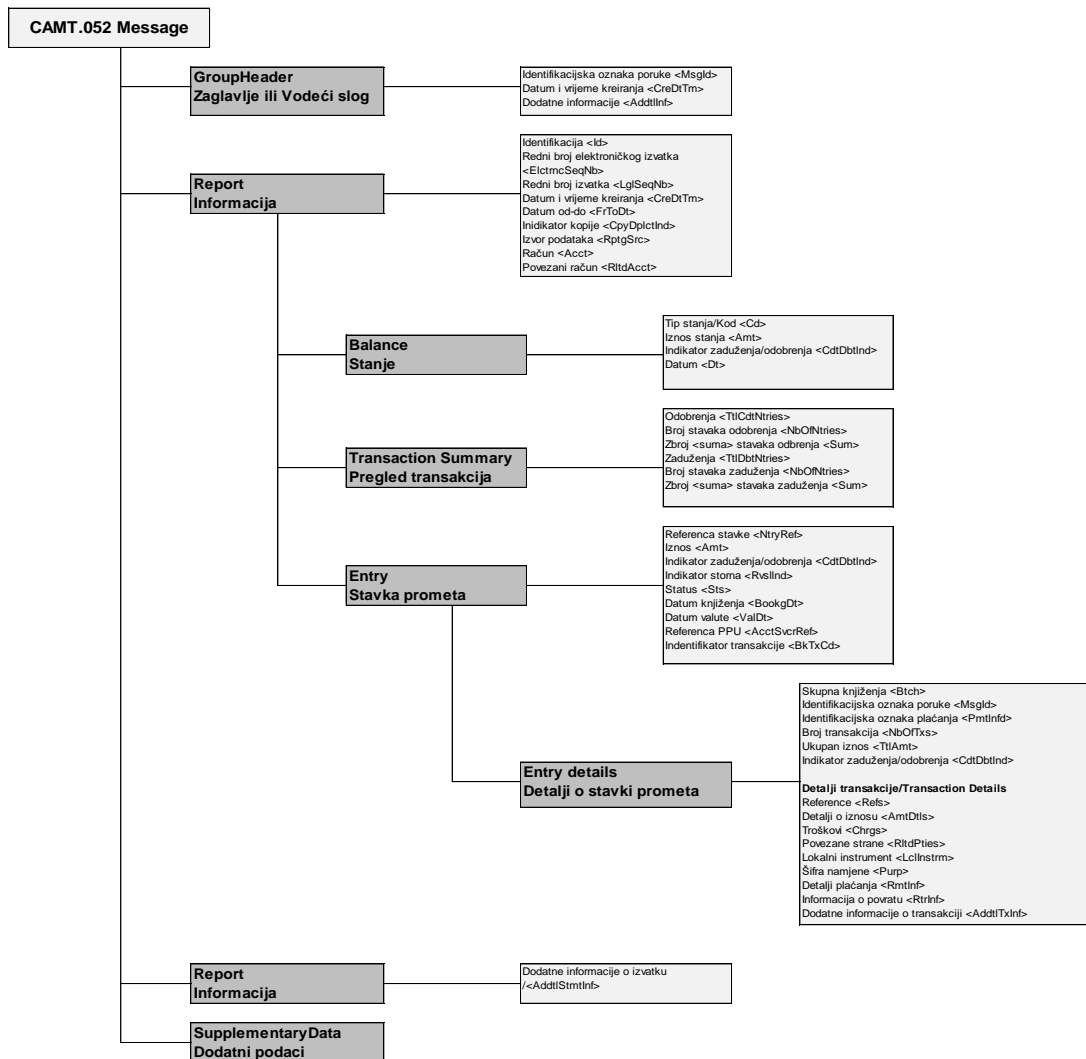 CAMT.052 Message
GroupHeader
Zaglavlje ili Vodeći slog
Identifikacijska oznaka poruke <MsgId>
Datum i vrijeme kreiranja <CreDtTm>
Dodatne informacije <AddtlInf>
Report
Informacija
Identifikacija <Id>
Redni broj elektroničkog izvatka
<ElctrncSeqNb>
Redni broj izvatka <LglSeqNb>
Datum i vrijeme kreiranja <CreDtTm>
Datum od-do <FrToDt>
Inidikator kopije <CpyDplctInd>
Izvor podataka <RptgSrc>
Račun <Acct>
Povezani račun <RltdAcct>
Balance
Stanje
Tip stanja/Kod <Cd>
Iznos stanja <Amt>
Indikator zaduženja/odobrenja <CdtDbtInd>
Datum <Dt>
Transaction Summary
Pregled transakcija
Odobrenja <TtlCdtNtries>
Broj stavaka odobrenja <NbOfNtries>
Zbroj <suma> stavaka odbrenja <Sum>
Zaduženja <TtlDbtNtries>
Broj stavaka zaduženja <NbOfNtries>
Zbroj <suma> stavaka zaduženja <Sum>
Entry
Stavka prometa
Referenca stavke <NtryRef>
Iznos <Amt>
Indikator zaduženja/odobrenja <CdtDbtInd>
Indikator storna <RvslInd>
Status <Sts>
Datum knjiženja <BookgDt>
Datum valute <ValDt>
Referenca PPU <AcctSvcrRef>
Indentifikator transakcije <BkTxCd>
Entry details
Detalji o stavki prometa
Skupna knjiženja <Btch>
Identifikacijska oznaka poruke <MsgId>
Identifikacijska oznaka plaćanja <PmtInfd>
Broj transakcija <NbOfTxs>
Ukupan iznos <TtlAmt>
Indikator zaduženja/odobrenja <CdtDbtInd>
Detalji transakcije/Transaction Details
Reference <Refs>
Detalji o iznosu <AmtDtls>
Troškovi <Chrgs>
Povezane strane <RltdPties>
Lokalni instrument <LclInstrm>
Šifra namjene <Purp>
Detalji plaćanja <RmtInf>
Informacija o povratu <RtrInf>
Dodatne informacije o transakciji <AddtlTxInf>
Report
Informacija
Dodatne informacije o izvatku
/<AddtlStmtInf>
SupplementaryData
Dodatni podaci